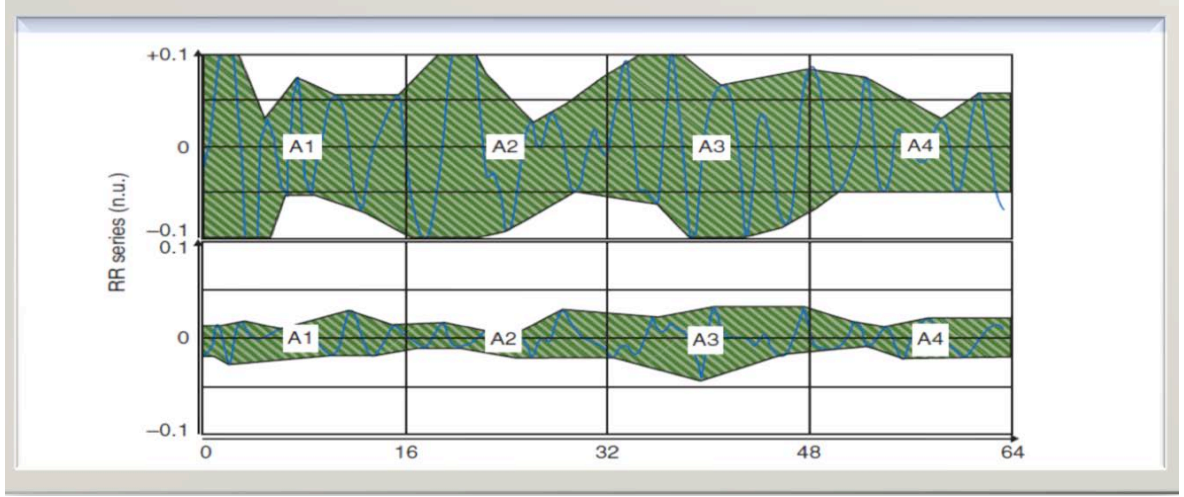 +0.1
A1 A2 A3 A4
0
RR series (n.u.)
–0.1
0.1
0
A1 A2 A3 A4
–0.1
0 16 32 48 64